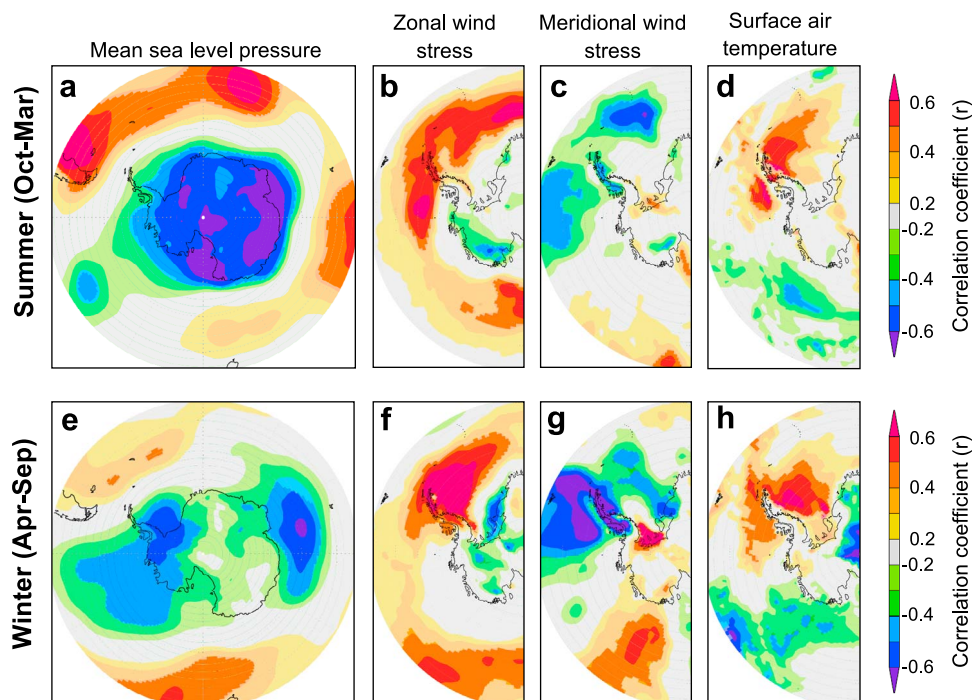 Mean sea level pressure
Zonal wind
stress
Meridional wind
stress
Surface air
temperature
Summer (Oct-Mar)
a
b
c
d
0.6
0.4
0.2
-0.2
-0.4
-0.6
Correlation coefficient (r)
Winter (Apr-Sep)
e
f
g
h
0.6
0.4
0.2
-0.2
-0.4
-0.6
Correlation coefficient (r)